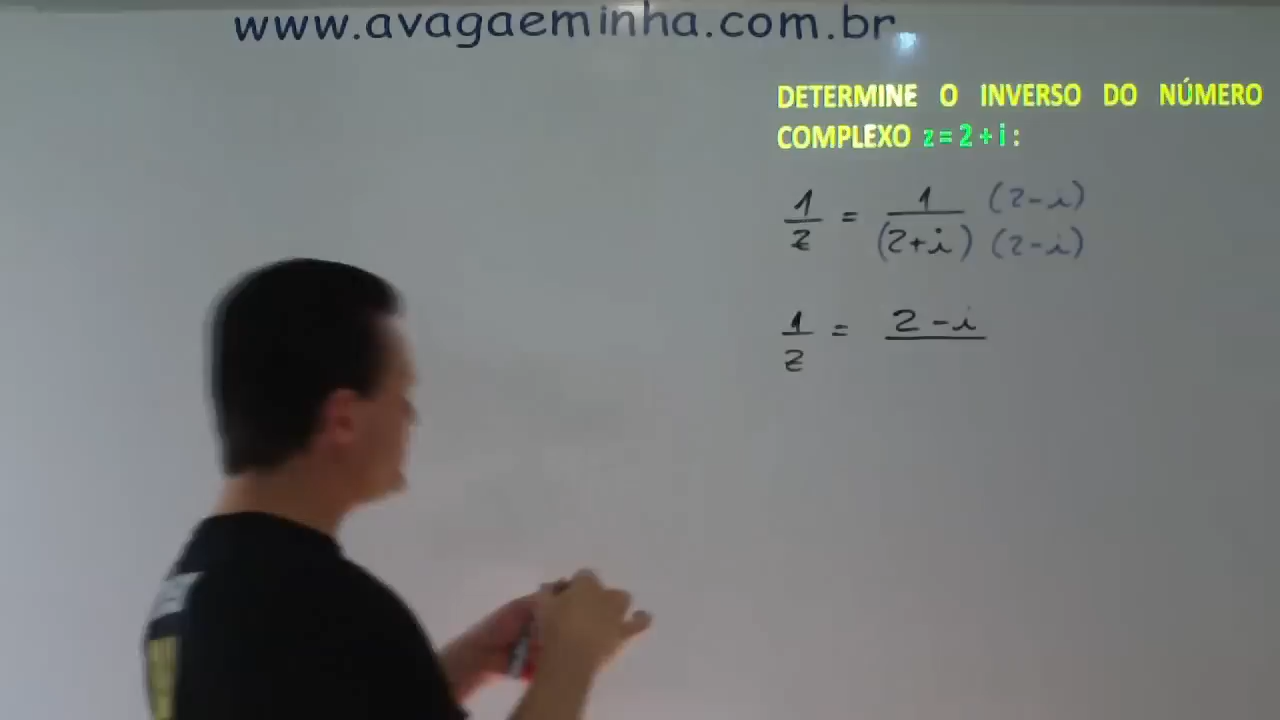 www.avagaeminha.com.br
DETERMINE O INVERSO DO NÚMERO
COMPLEXO z = 2 + i :
1/z = 1/(2+i) (2-i)/(2-i)
1/z = 2-i